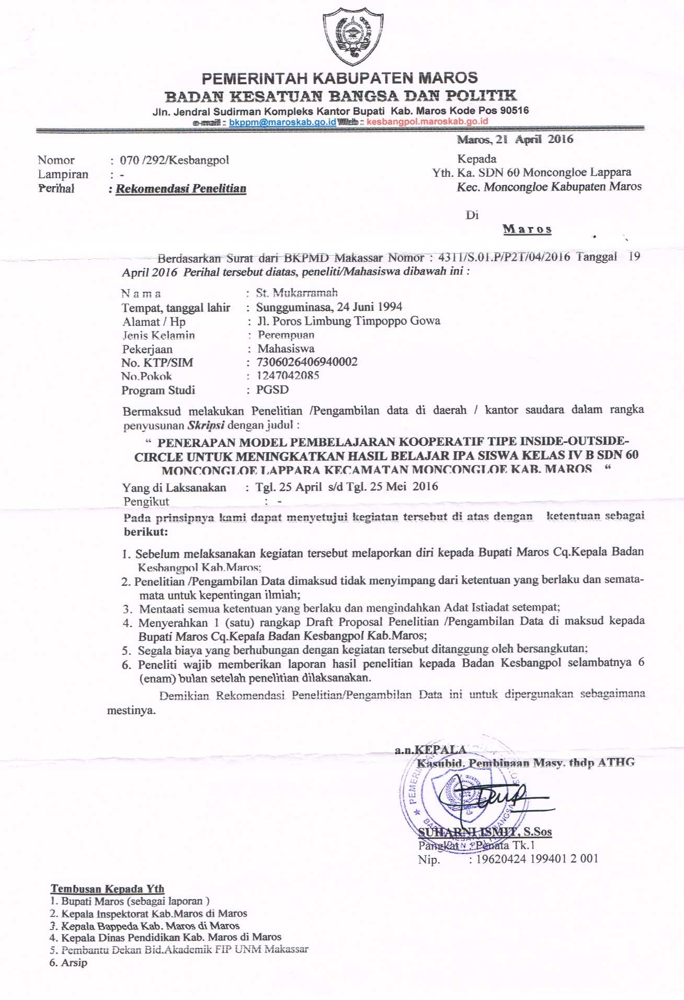 PEMERINTAH KABUPATEN MAROS
BADAN KESATUAN BANGSA DAN POLITIK
Jln. Jendral Sudirman Kompleks Kantor Bupati Kab. Maros Kode Pos 90516
e-mail : bkppm@maroskab.go.id Web : kesbangpol.maroskab.go.id
Maros, 21 April 2016
Nomor : 070 /292/Kesbangpol
Lampiran : -
Perihal : Rekomendasi Penelitian
Kepada
Yth. Ka. SDN 60 Moncongloe Lappara
Kec. Moncongloe Kabupaten Maros
Di
Maros
Berdasarkan Surat dari BKPMD Makassar Nomor : 4311/S.01.P/P2T/04/2016 Tanggal 19
April 2016 Perihal tersebut diatas, peneliti/Mahasiswa dibawah ini :
N a m a : St. Mukarramah
Tempat, tanggal lahir : Sungguminasa, 24 Juni 1994
Alamat / Hp : Jl. Poros Limbung Timpoppo Gowa
Jenis Kelamin : Perempuan
Pekerjaan : Mahasiswa
No. KTP/SIM : 7306026406940002
No.Pokok : 1247042085
Program Studi : PGSD
Bermaksud melakukan Penelitian /Pengambilan data di daerah / kantor saudara dalam rangka
penyusunan Skripsi dengan judul :
“ PENERAPAN MODEL PEMBELAJARAN KOOPERATIF TIPE INSIDE-OUTSIDE-
CIRCLE UNTUK MENINGKATKAN HASIL BELAJAR IPA SISWA KELAS IV B SDN 60
MONCONGLOE LAPPARA KECAMATAN MONCONGLOE KAB. MAROS “
Yang di Laksanakan : Tgl. 25 April s/d Tgl. 25 Mei 2016
Pengikut : -
Pada prinsipnya kami dapat menyetujui kegiatan tersebut di atas dengan ketentuan sebagai
berikut:
1. Sebelum melaksanakan kegiatan tersebut melaporkan diri kepada Bupati Maros Cq.Kepala Badan
Kesbangpol Kab.Maros;
2. Penelitian /Pengambilan Data dimaksud tidak menyimpang dari ketentuan yang berlaku dan semata-
mata untuk kepentingan ilmiah;
3. Mentaati semua ketentuan yang berlaku dan mengindahkan Adat Istiadat setempat;
4. Menyerahkan 1 (satu) rangkap Draft Proposal Penelitian /Pengambilan Data di maksud kepada
Bupati Maros Cq.Kepala Badan Kesbangpol Kab.Maros;
5. Segala biaya yang berhubungan dengan kegiatan tersebut ditanggung oleh bersangkutan;
6. Peneliti wajib memberikan laporan hasil penelitian kepada Badan Kesbangpol selambatnya 6
(enam) bulan setelah penelitian dilaksanakan.
Demikian Rekomendasi Penelitian/Pengambilan Data ini untuk dipergunakan sebagaimana
mestinya.
a.n.KEPALA
Kasubid. Pembinaan Masy. thdp ATHG
SUHARNI ISMIT, S.Sos
Pangkat : Penata Tk.1
Nip. : 19620424 199401 2 001
Tembusan Kepada Yth
1. Bupati Maros (sebagai laporan )
2. Kepala Inspektorat Kab.Maros di Maros
3. Kepala Bappeda Kab. Maros di Maros
4. Kepala Dinas Pendidikan Kab. Maros di Maros
5. Pembantu Dekan Bid.Akademik FIP UNM Makassar
6. Arsip